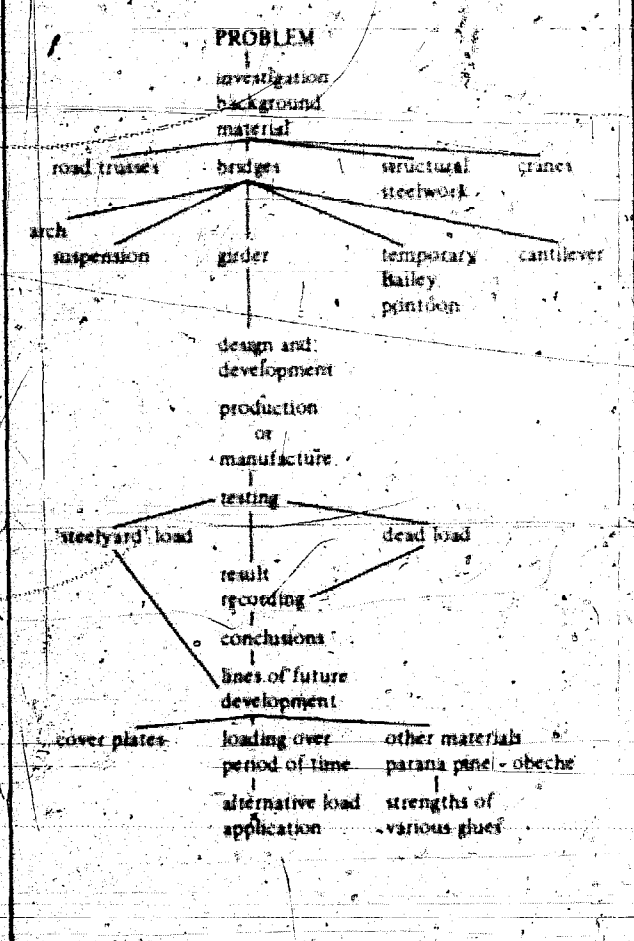 PROBLEM
investigation
background
material
road trusses bridges structural cranes
steelwork
arch
suspension girder temporary cantilever
Bailey
pontoon
design and
development
production
or
manufacture
testing
'steelyard' load dead load
result
recording
conclusions
lines of future
development
cover plates loading over other materials
period of time parana pine - obeche
alternative load strengths of
application various glues